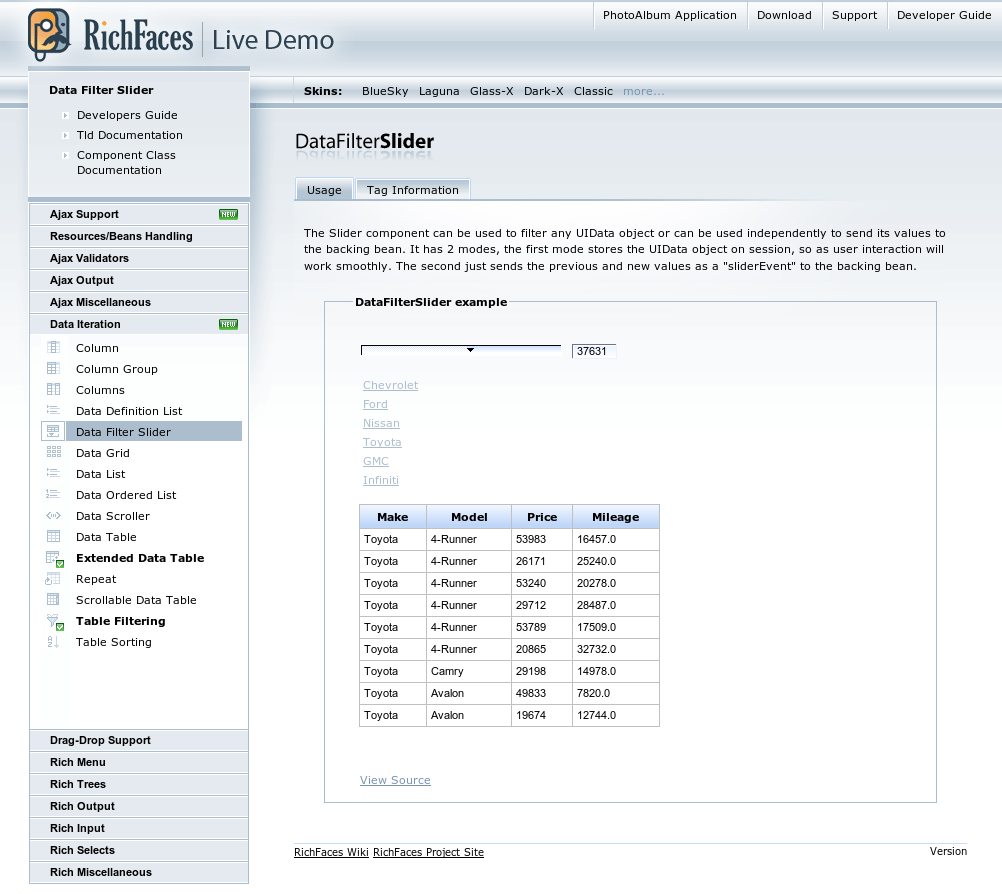 PhotoAlbum Application
Download
Support
Developer Guide
RichFaces Live Demo
Data Filter Slider
Developers Guide
Tld Documentation
Component Class
Documentation
Skins:
BlueSky Laguna Glass-X Dark-X Classic more...
Ajax Support NEW
Resources/Beans Handling
Ajax Validators
Ajax Output
Ajax Miscellaneous
Data Iteration NEW
Column
Column Group
Columns
Data Definition List
Data Filter Slider
Data Grid
Data List
Data Ordered List
Data Scroller
Data Table
Extended Data Table
Repeat
Scrollable Data Table
Table Filtering
Table Sorting
Drag-Drop Support
Rich Menu
Rich Trees
Rich Output
Rich Input
Rich Selects
Rich Miscellaneous
DataFilterSlider
Usage
Tag Information
The Slider component can be used to filter any UIData object or can be used independently to send its values to
the backing bean. It has 2 modes, the first mode stores the UIData object on session, so as user interaction will
work smoothly. The second just sends the previous and new values as a "sliderEvent" to the backing bean.
DataFilterSlider example
37631
Chevrolet
Ford
Nissan
Toyota
GMC
Infiniti
Make Model Price Mileage
Toyota 4-Runner 53983 16457.0
Toyota 4-Runner 26171 25240.0
Toyota 4-Runner 53240 20278.0
Toyota 4-Runner 29712 28487.0
Toyota 4-Runner 53789 17509.0
Toyota 4-Runner 20865 32732.0
Toyota Camry 29198 14978.0
Toyota Avalon 49833 7820.0
Toyota Avalon 19674 12744.0
View Source
RichFaces Wiki RichFaces Project Site
Version